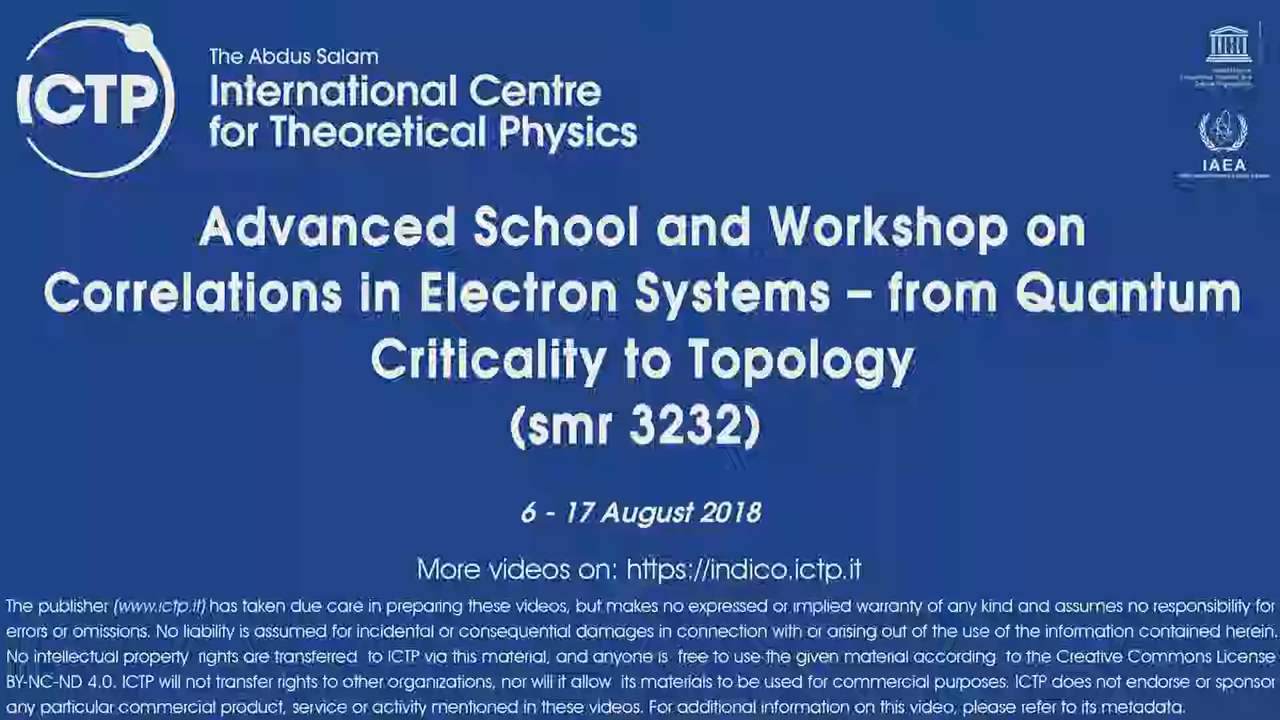 ICTP
The Abdus Salam
International Centre
for Theoretical Physics
IAEA
Advanced School and Workshop on
Correlations in Electron Systems – from Quantum
Criticality to Topology
(smr 3232)
6 - 17 August 2018
More videos on: https://indico.ictp.it
The publisher (www.ictp.it) has taken due care in preparing these videos, but makes no expressed or implied warranty of any kind and assumes no responsibility for
errors or omissions. No liability is assumed for incidental or consequential damages in connection with or arising out of the use of the information contained herein.
No intellectual property rights are transferred to ICTP via this material, and anyone is free to use the given material according to the Creative Commons License
BY-NC-ND 4.0. ICTP will not transfer rights to other organizations, nor will it allow its materials to be used for commercial purposes. ICTP does not endorse or sponsor
any particular commercial product, service or activity mentioned in these videos. For additional information on this video, please refer to its metadata.